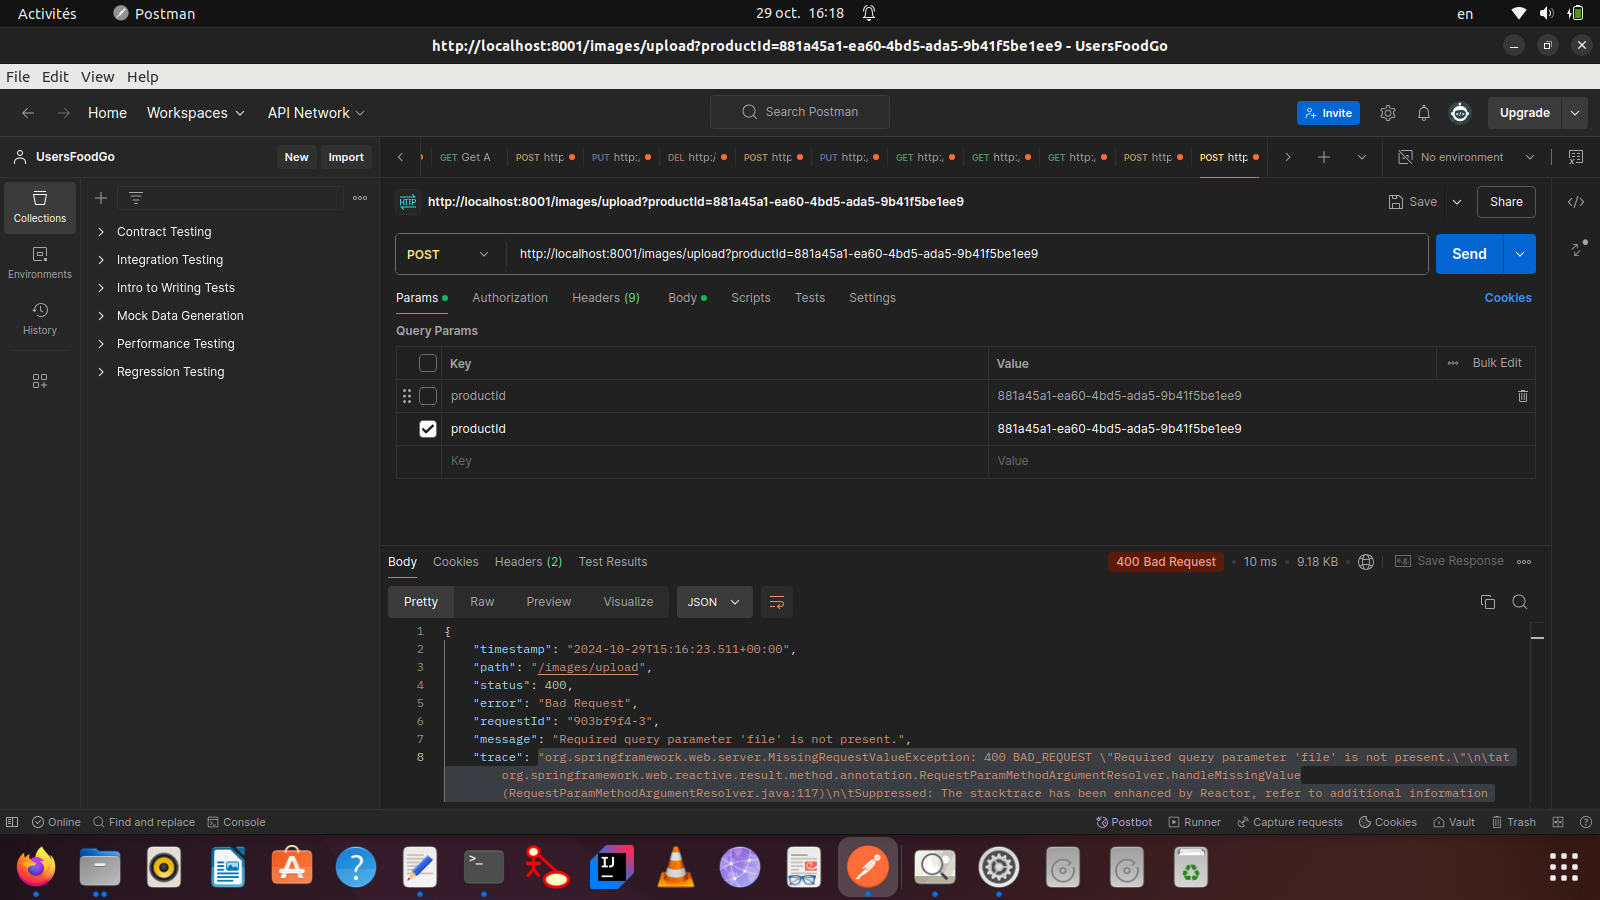 Activités Postman 29 oct. 16:18 en
http://localhost:8001/images/upload?productId=881a45a1-ea60-4bd5-ada5-9b41f5be1ee9 - UsersFoodGo
File Edit View Help
Home Workspaces API Network Search Postman Invite Upgrade
UsersFoodGo New Import GET Get A POST http PUT http:, DEL http:/ POST http PUT http:, GET http:, GET http:, GET http:, POST http POST http No environment
HTTP http://localhost:8001/images/upload?productId=881a45a1-ea60-4bd5-ada5-9b41f5be1ee9 Save Share
Collections
Environments
History
Contract Testing
Integration Testing
Intro to Writing Tests
Mock Data Generation
Performance Testing
Regression Testing
POST http://localhost:8001/images/upload?productId=881a45a1-ea60-4bd5-ada5-9b41f5be1ee9 Send
Params Authorization Headers (9) Body Scripts Tests Settings Cookies
Query Params
Key Value Bulk Edit
productId 881a45a1-ea60-4bd5-ada5-9b41f5be1ee9
productId 881a45a1-ea60-4bd5-ada5-9b41f5be1ee9
Key Value
Body Cookies Headers (2) Test Results 400 Bad Request 10 ms 9.18 KB Save Response
Pretty Raw Preview Visualize JSON
1 {
2 "timestamp": "2024-10-29T15:16:23.511+00:00",
3 "path": "/images/upload",
4 "status": 400,
5 "error": "Bad Request",
6 "requestId": "903bf9f4-3",
7 "message": "Required query parameter 'file' is not present.",
8 "trace": "org.springframework.web.server.MissingRequestValueException: 400 BAD_REQUEST \"Required query parameter 'file' is not present.\"\n\tat
org.springframework.web.reactive.result.method.annotation.RequestParamMethodArgumentResolver.handleMissingValue
(RequestParamMethodArgumentResolver.java:117)\n\tSuppressed: The stacktrace has been enhanced by Reactor, refer to additional information
Online Find and replace Console Postbot Runner Capture requests Cookies Vault Trash
IJ